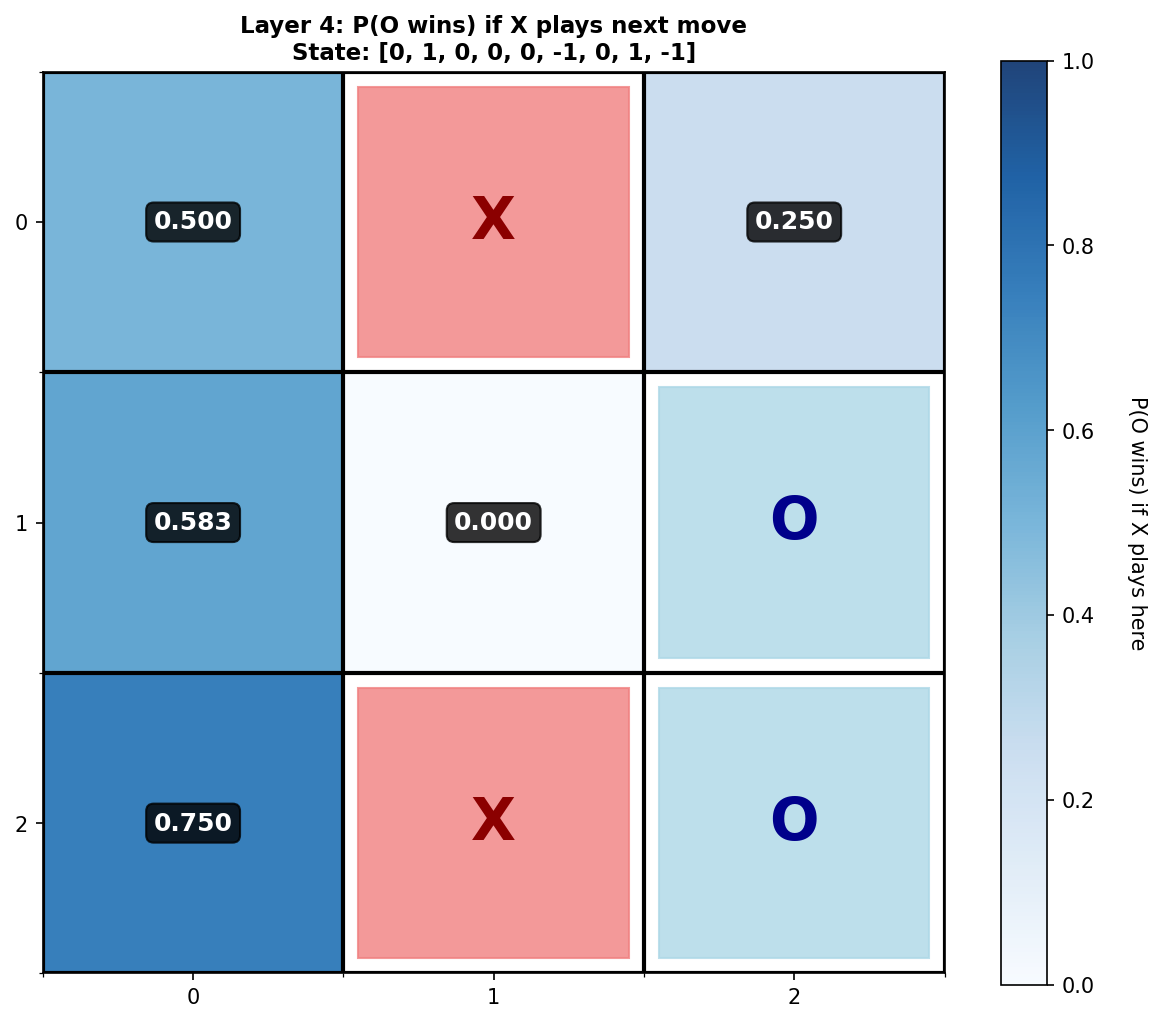 Layer 4: P(O wins) if X plays next move
State: [0, 1, 0, 0, 0, -1, 0, 1, -1]
0.500 X 0.250
0.583 0.000 O
0.750 X O
0
1
2
0 1 2
1.0
0.8
0.6
0.4
0.2
0.0
P(O wins) if X plays here